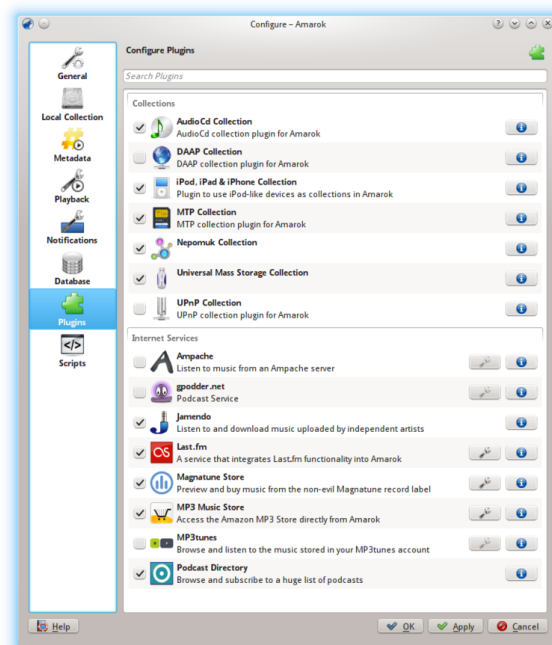 Configure – Amarok
General
Local Collection
Metadata
Playback
Notifications
Database
Plugins
Scripts
Configure Plugins
Search Plugins
Collections
AudioCd Collection
AudioCd collection plugin for Amarok
DAAP Collection
DAAP collection plugin for Amarok
iPod, iPad & iPhone Collection
Plugin to use iPod-like devices as collections in Amarok
MTP Collection
MTP collection plugin for Amarok
Nepomuk Collection
Universal Mass Storage Collection
UPnP Collection
UPnP collection plugin for Amarok
Internet Services
Ampache
Listen to music from an Ampache server
gpodder.net
Podcast Service
Jamendo
Listen to and download music uploaded by independent artists
Last.fm
A service that integrates Last.fm functionality into Amarok
Magnatune Store
Preview and buy music from the non-evil Magnatune record label
MP3 Music Store
Access the Amazon MP3 Store directly from Amarok
MP3tunes
Browse and listen to the music stored in your MP3tunes account
Podcast Directory
Browse and subscribe to a huge list of podcasts
Help
OK
Apply
Cancel